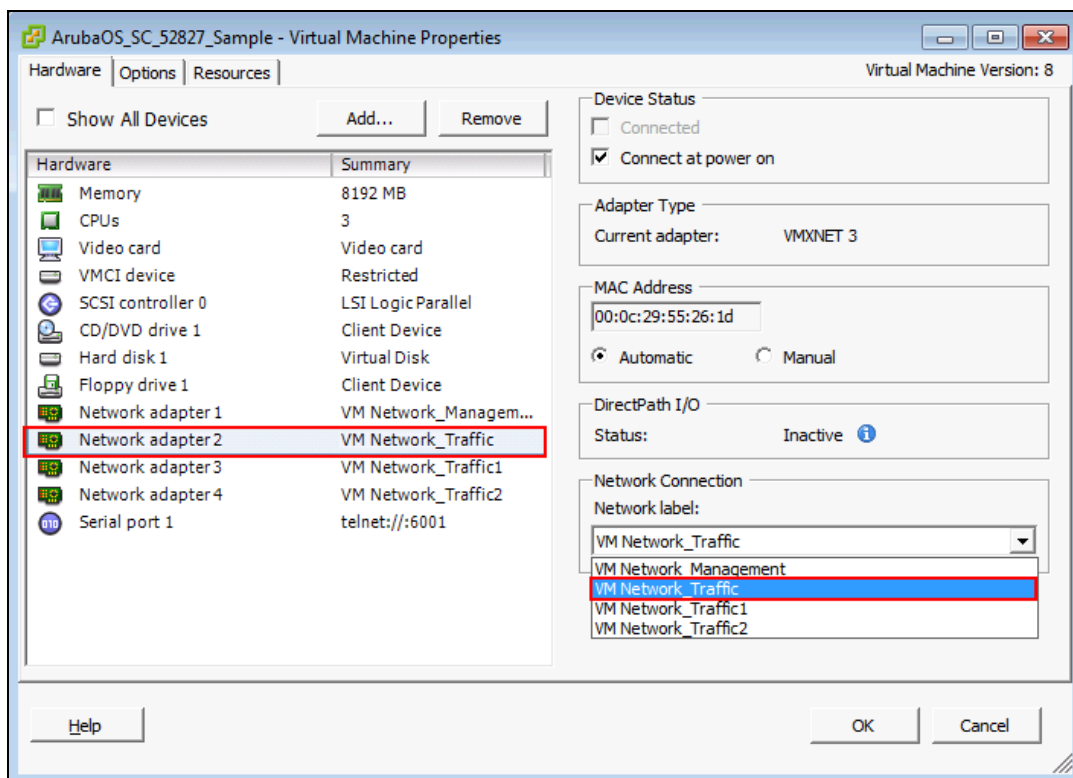 ArubaOS_SC_52827_Sample - Virtual Machine Properties
Hardware Options Resources Virtual Machine Version: 8
Show All Devices Add... Remove
Hardware Summary
Memory 8192 MB
CPUs 3
Video card Video card
VMCI device Restricted
SCSI controller 0 LSI Logic Parallel
CD/DVD drive 1 Client Device
Hard disk 1 Virtual Disk
Floppy drive 1 Client Device
Network adapter 1 VM Network_Managem...
Network adapter 2 VM Network_Traffic
Network adapter 3 VM Network_Traffic1
Network adapter 4 VM Network_Traffic2
Serial port 1 telnet://:6001
Device Status
Connected
Connect at power on
Adapter Type
Current adapter: VMXNET 3
MAC Address
00:0c:29:55:26:1d
Automatic Manual
DirectPath I/O
Status: Inactive
Network Connection
Network label:
VM Network_Traffic
VM Network_Management
VM Network_Traffic
VM Network_Traffic1
VM Network_Traffic2
Help OK Cancel